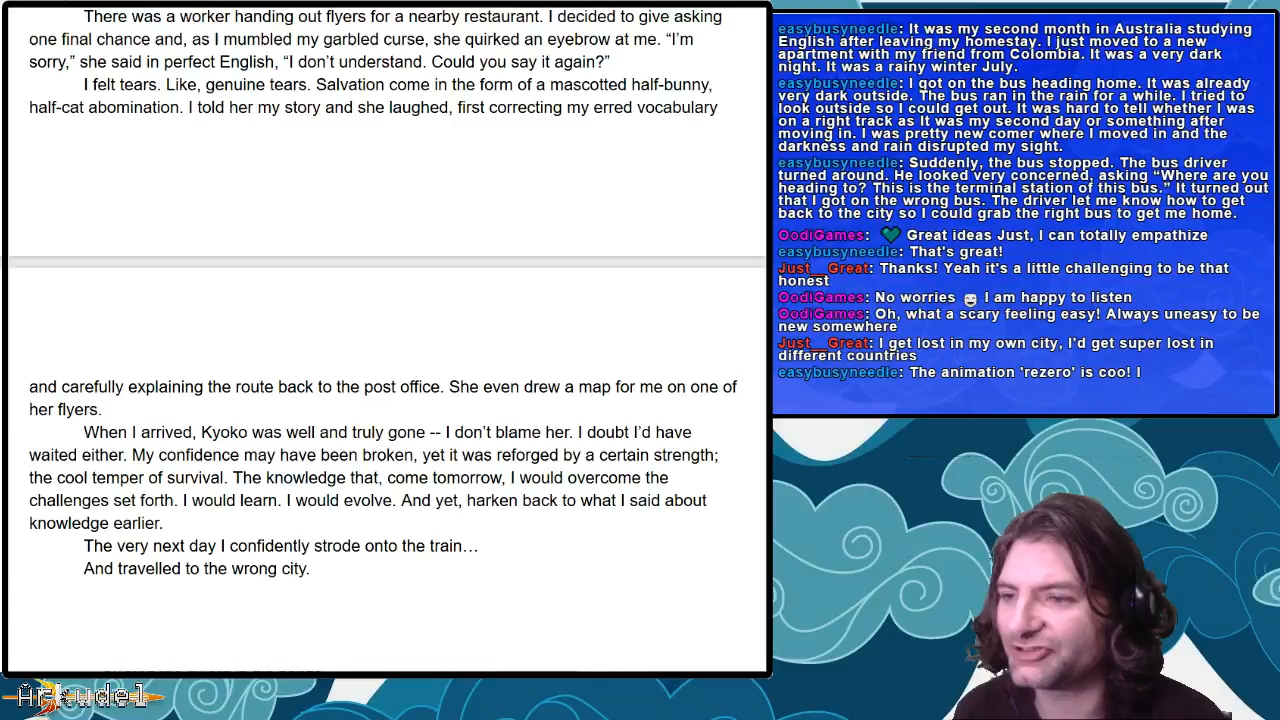 There was a worker handing out flyers for a nearby restaurant. I decided to give asking
one final chance and, as I mumbled my garbled curse, she quirked an eyebrow at me. “I’m
sorry,” she said in perfect English, “I don’t understand. Could you say it again?”
I felt tears. Like, genuine tears. Salvation come in the form of a mascotted half-bunny,
half-cat abomination. I told her my story and she laughed, first correcting my erred vocabulary
and carefully explaining the route back to the post office. She even drew a map for me on one of
her flyers.
When I arrived, Kyoko was well and truly gone -- I don’t blame her. I doubt I’d have
waited either. My confidence may have been broken, yet it was reforged by a certain strength;
the cool temper of survival. The knowledge that, come tomorrow, I would overcome the
challenges set forth. I would learn. I would evolve. And yet, harken back to what I said about
knowledge earlier.
The very next day I confidently strode onto the train…
And travelled to the wrong city.
easybusyneedle: It was my second month in Australia studying
English after leaving my homestay. I just moved to a new
apartment with my friend from Colombia. It was a very dark
night. It was a rainy winter July.
easybusyneedle: I got on the bus heading home. It was already
very dark outside. The bus ran in the rain for a while. I tried to
look outside so I could get out. It was hard to tell whether I was
on a right track as It was my second day or something after
moving in. I was pretty new comer where I moved in and the
darkness and rain disrupted my sight.
easybusyneedle: Suddenly, the bus stopped. The bus driver
turned around. He looked very concerned, asking “Where are you
heading to? This is the terminal station of this bus.” It turned out
that I got on the wrong bus. The driver let me know how to get
back to the city so I could grab the right bus to get me home.
OodiGames: Great ideas Just, I can totally empathize
easybusyneedle: That's great!
Just__Great: Thanks! Yeah it's a little challenging to be that
honest
OodiGames: No worries I am happy to listen
OodiGames: Oh, what a scary feeling easy! Always uneasy to be
new somewhere
Just__Great: I get lost in my own city, I'd get super lost in
different countries
easybusyneedle: The animation 'rezero' is coo! I
Arkudel